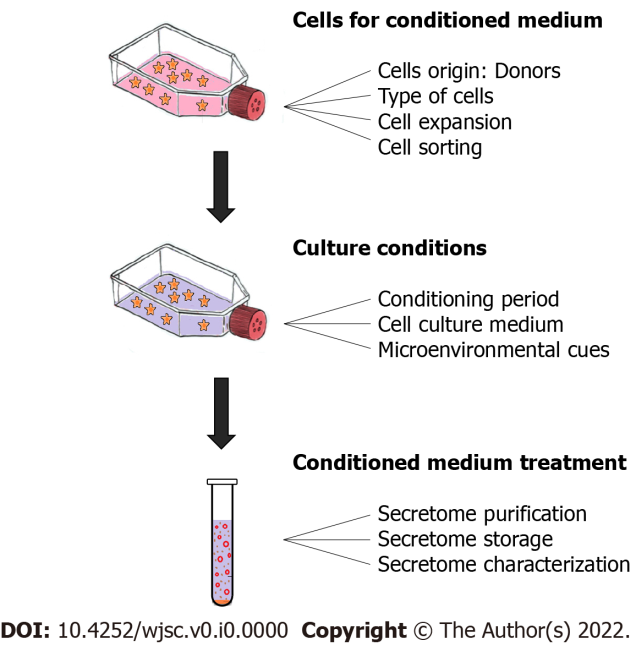 Cells for conditioned medium
Cells origin: Donors
Type of cells
Cell expansion
Cell sorting
Culture conditions
Conditioning period
Cell culture medium
Microenvironmental cues
Conditioned medium treatment
Secretome purification
Secretome storage
Secretome characterization
DOI: 10.4252/wjsc.v0.i0.0000 Copyright © The Author(s) 2022.